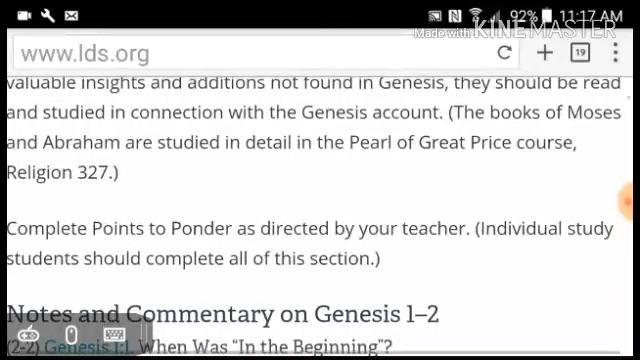 92% 11:17 AM
Made with KINEMASTER
www.lds.org
19
valuable insights and additions not found in Genesis, they should be read
and studied in connection with the Genesis account. (The books of Moses
and Abraham are studied in detail in the Pearl of Great Price course,
Religion 327.)
Complete Points to Ponder as directed by your teacher. (Individual study
students should complete all of this section.)
Notes and Commentary on Genesis 1–2
(2-2) Genesis 1:1. When Was “In the Beginning”?